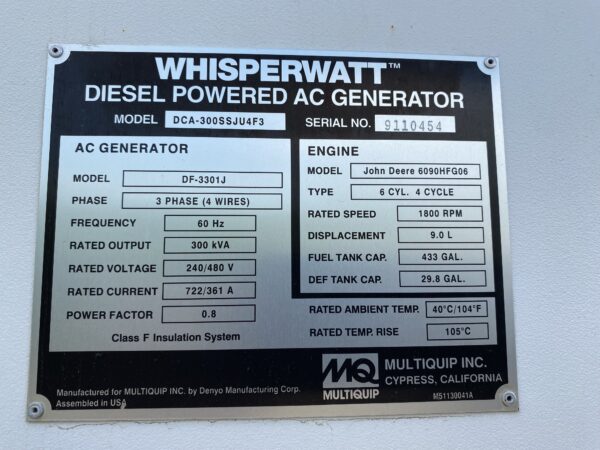 WHISPERWATT™
DIESEL POWERED AC GENERATOR
MODEL DCA-300SSJU4F3 SERIAL NO. 9110454
AC GENERATOR
MODEL DF-3301J
PHASE 3 PHASE (4 WIRES)
FREQUENCY 60 Hz
RATED OUTPUT 300 kVA
RATED VOLTAGE 240/480 V
RATED CURRENT 722/361 A
POWER FACTOR 0.8
Class F Insulation System
ENGINE
MODEL John Deere 6090HFG06
TYPE 6 CYL. 4 CYCLE
RATED SPEED 1800 RPM
DISPLACEMENT 9.0 L
FUEL TANK CAP. 433 GAL.
DEF TANK CAP. 29.8 GAL.
RATED AMBIENT TEMP. 40°C/104°F
RATED TEMP. RISE 105°C
MQ
MULTIQUIP
MULTIQUIP INC.
CYPRESS, CALIFORNIA
Manufactured for MULTIQUIP INC. by Denyo Manufacturing Corp.
Assembled in USA
M51130041A